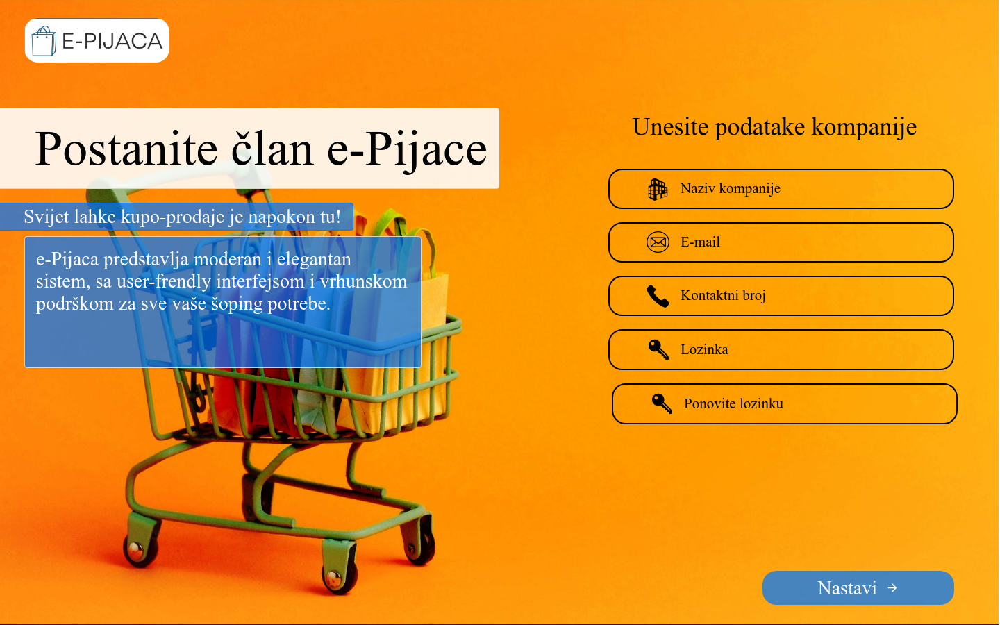 E-PIJACA
Postanite član e-Pijace
Svijet lahke kupo-prodaje je napokon tu!
e-Pijaca predstavlja moderan i elegantan
sistem, sa user-frendly interfejsom i vrhunskom
podrškom za sve vaše šoping potrebe.
Unesite podatake kompanije
Naziv kompanije
E-mail
Kontaktni broj
Lozinka
Ponovite lozinku
Nastavi →